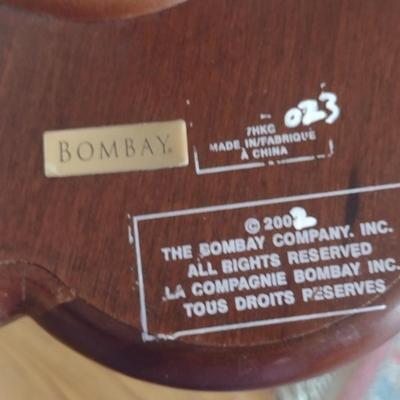 BOMBAY®
7HKG 023
MADE IN/FABRIQUÉ
À CHINA
© 2002
THE BOMBAY COMPANY. INC.
ALL RIGHTS RESERVED
LA COMPAGNIE BOMBAY INC.
TOUS DROITS RESERVES